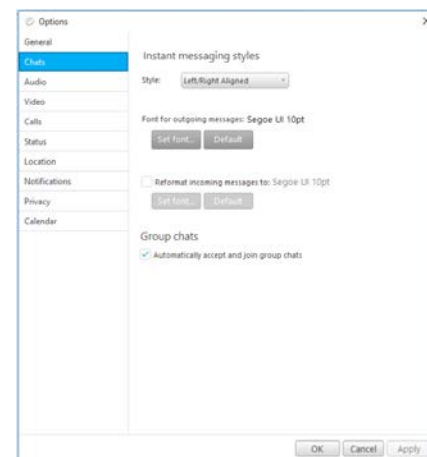 Options
General
Chats
Audio
Video
Calls
Status
Location
Notifications
Privacy
Calendar
Instant messaging styles
Style: Left/Right Aligned
Font for outgoing messages: Segoe UI 10pt
Set font... Default
Reformat incoming messages to: Segoe UI 10pt
Set font... Default
Group chats
Automatically accept and join group chats
OK Cancel Apply